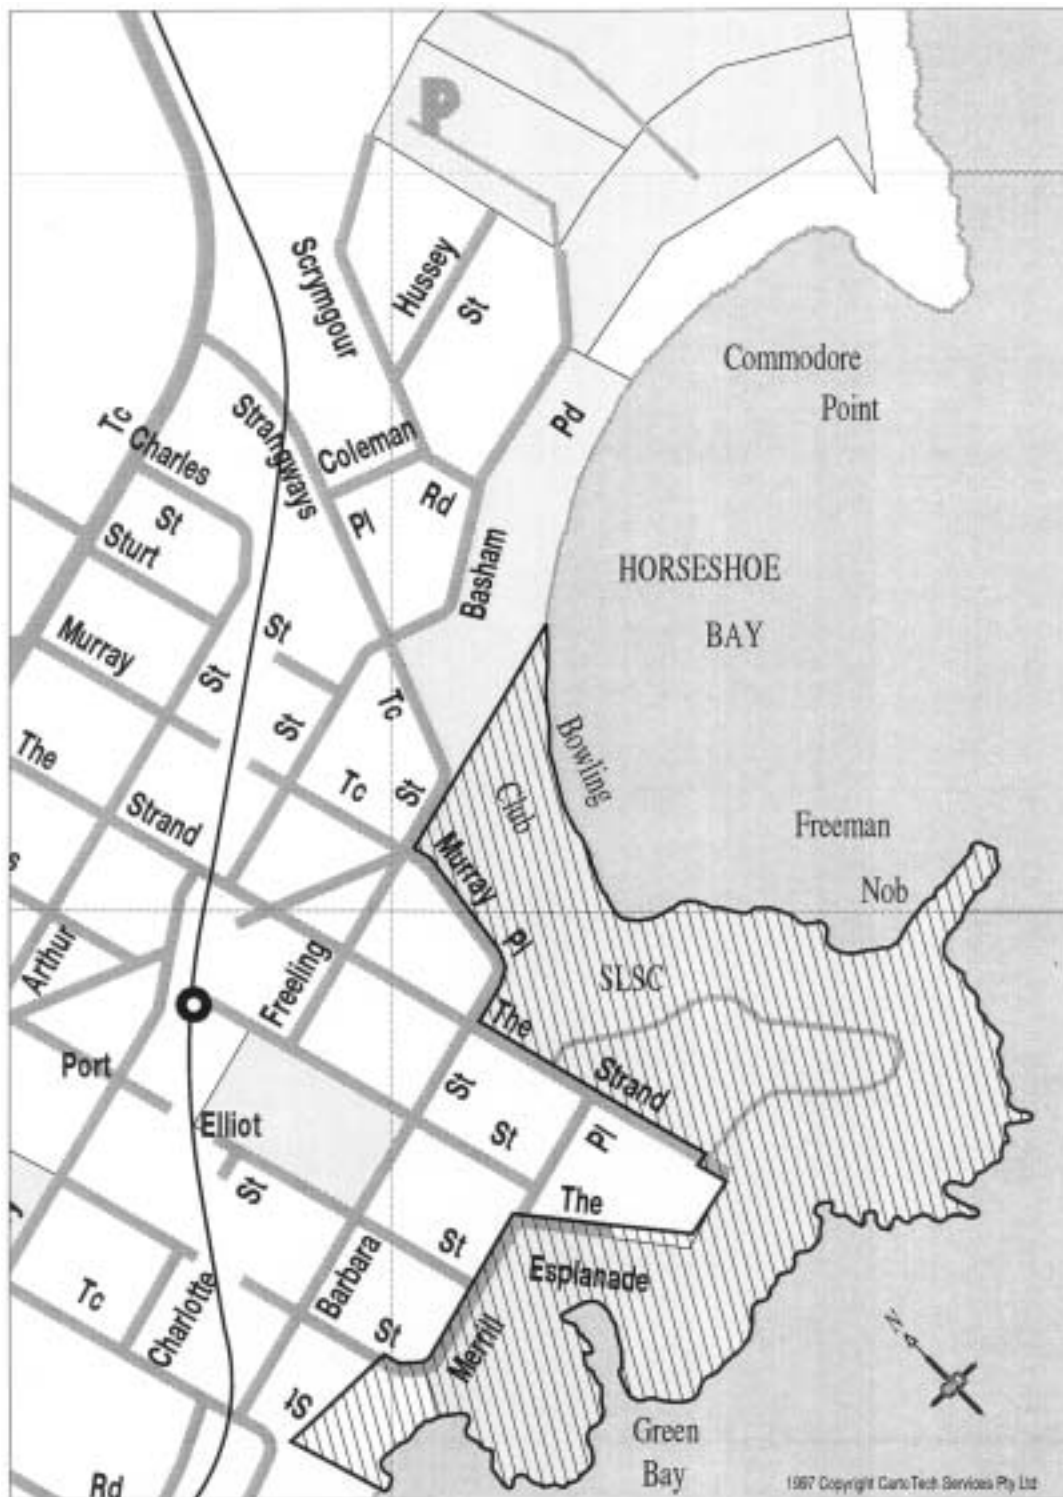 P
Scrymgour
Hussey
St
Commodore
Point
Tc
Strangways
Coleman
Pd
Charles
St
Pl
Rd
Sturt
Basham
HORSESHOE
BAY
Murray
St
St
St
Tc
The
Tc
St
Bowling
Club
Strand
Freeman
Nob
Murray
Pl
s
Arthur
Freeling
SLSC
The
Strand
Port
St
Elliot
St
Pl
St
The
y
Barbara
St
Esplanade
Tc
Charlotte
St
Merrill
N
St
Green
Bay
Rd
1997 Copyright CartoTech Services Pty Ltd